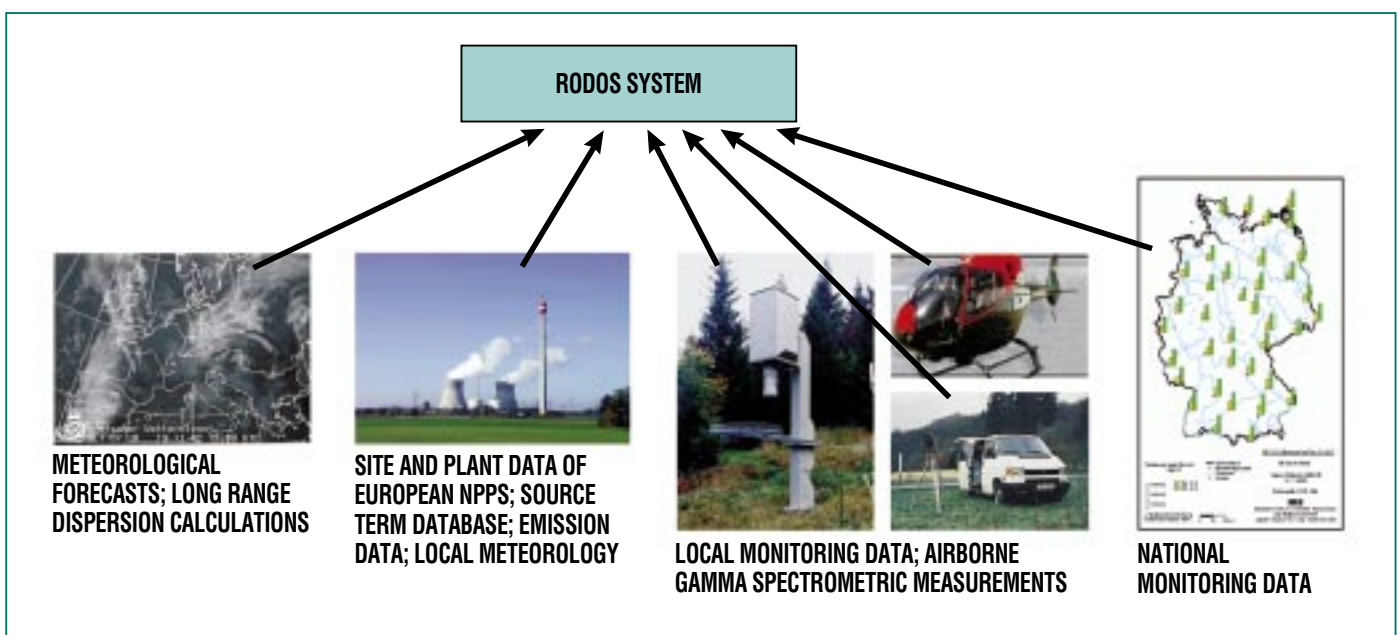 RODOS SYSTEM
METEOROLOGICAL
FORECASTS; LONG RANGE
DISPERSION CALCULATIONS
SITE AND PLANT DATA OF
EUROPEAN NPPS; SOURCE
TERM DATABASE; EMISSION
DATA; LOCAL METEOROLOGY
LOCAL MONITORING DATA; AIRBORNE
GAMMA SPECTROMETRIC MEASUREMENTS
NATIONAL
MONITORING DATA